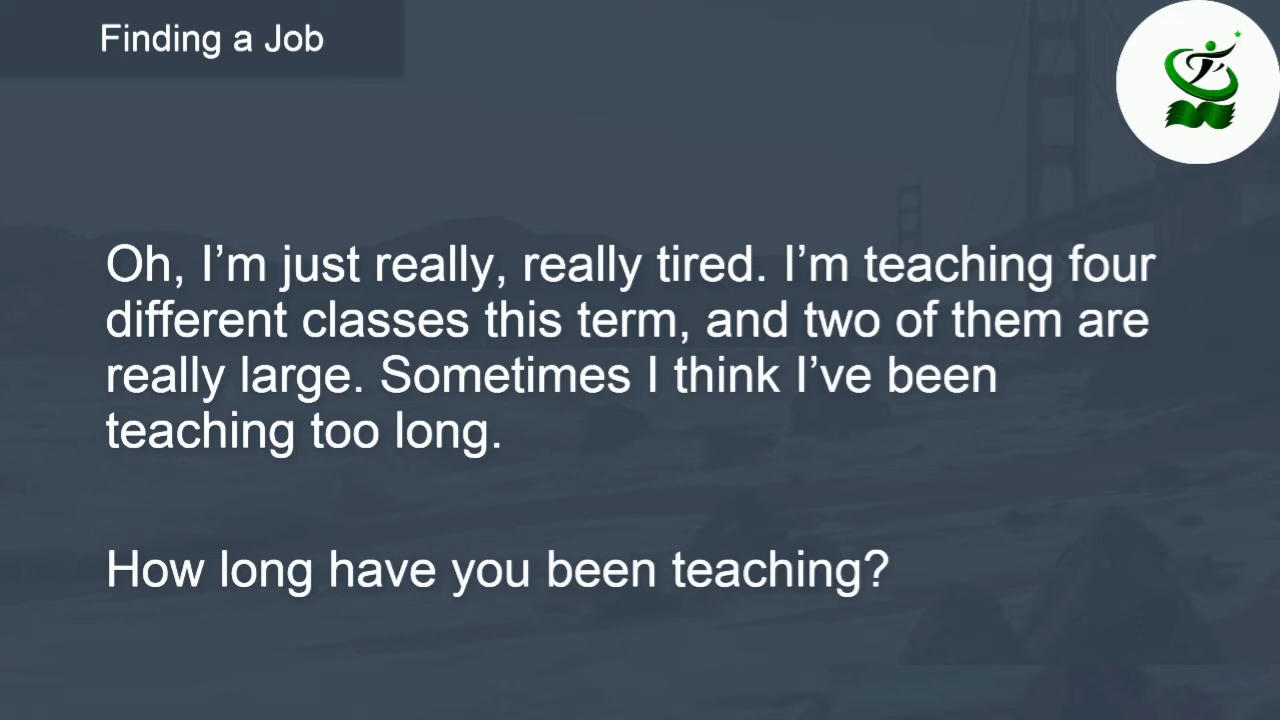 Finding a Job
Oh, I’m just really, really tired. I’m teaching four
different classes this term, and two of them are
really large. Sometimes I think I’ve been
teaching too long.
How long have you been teaching?